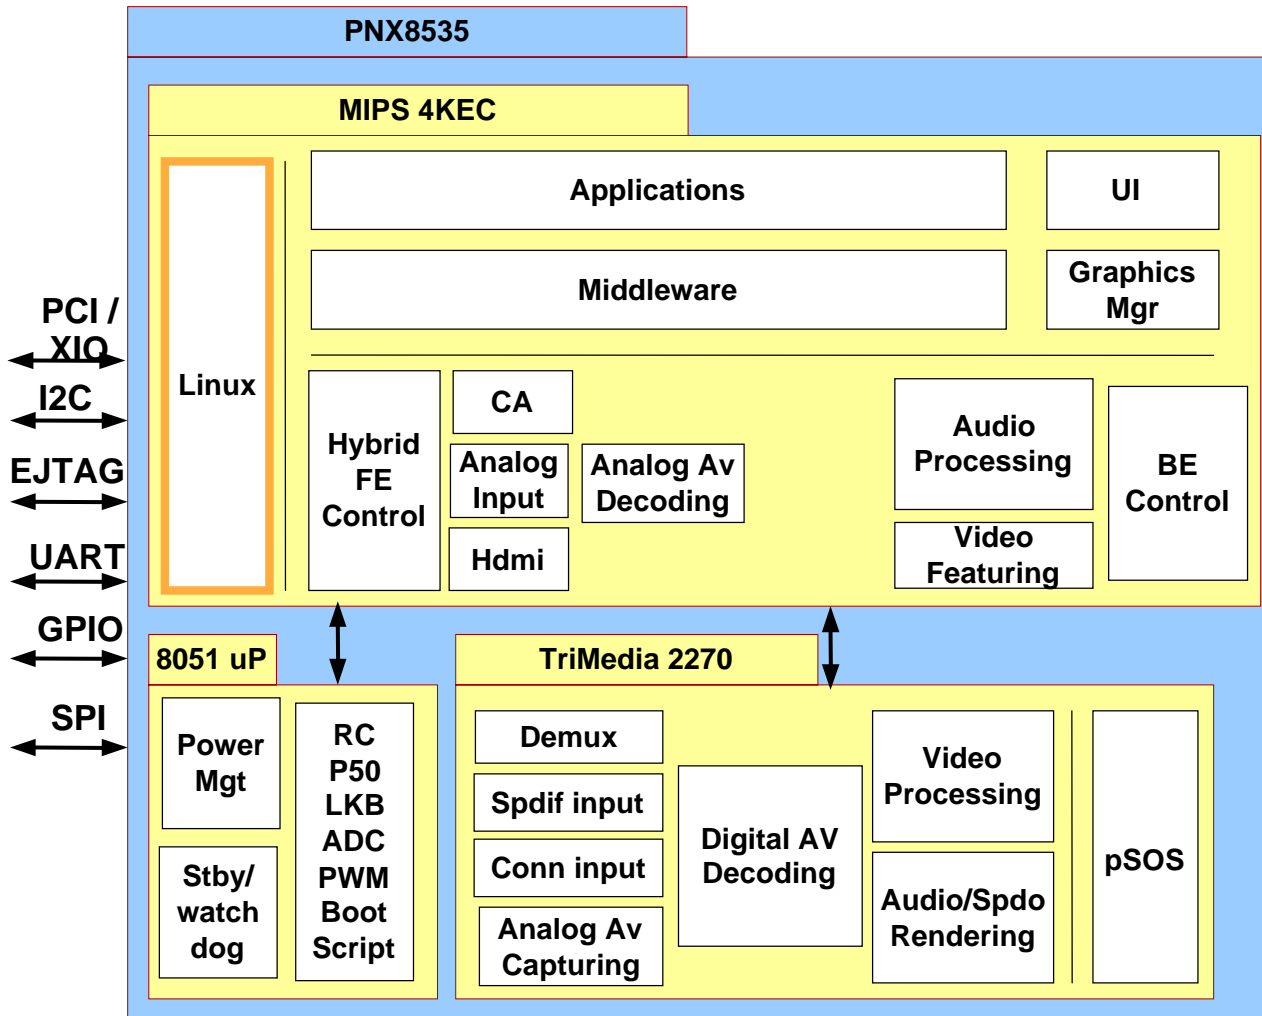 PNX8535
MIPS 4KEC
Applications
UI
Middleware
Graphics
Mgr
PCI /
XIO
I2C
EJTAG
UART
GPIO
SPI
Linux
Hybrid
FE
Control
CA
Analog
Input
Hdmi
Analog Av
Decoding
Audio
Processing
Video
Featuring
BE
Control
8051 uP
Power
Mgt
Stby/
watch
dog
RC
P50
LKB
ADC
PWM
Boot
Script
TriMedia 2270
Demux
Spdif input
Conn input
Analog Av
Capturing
Digital AV
Decoding
Video
Processing
Audio/Spdo
Rendering
pSOS